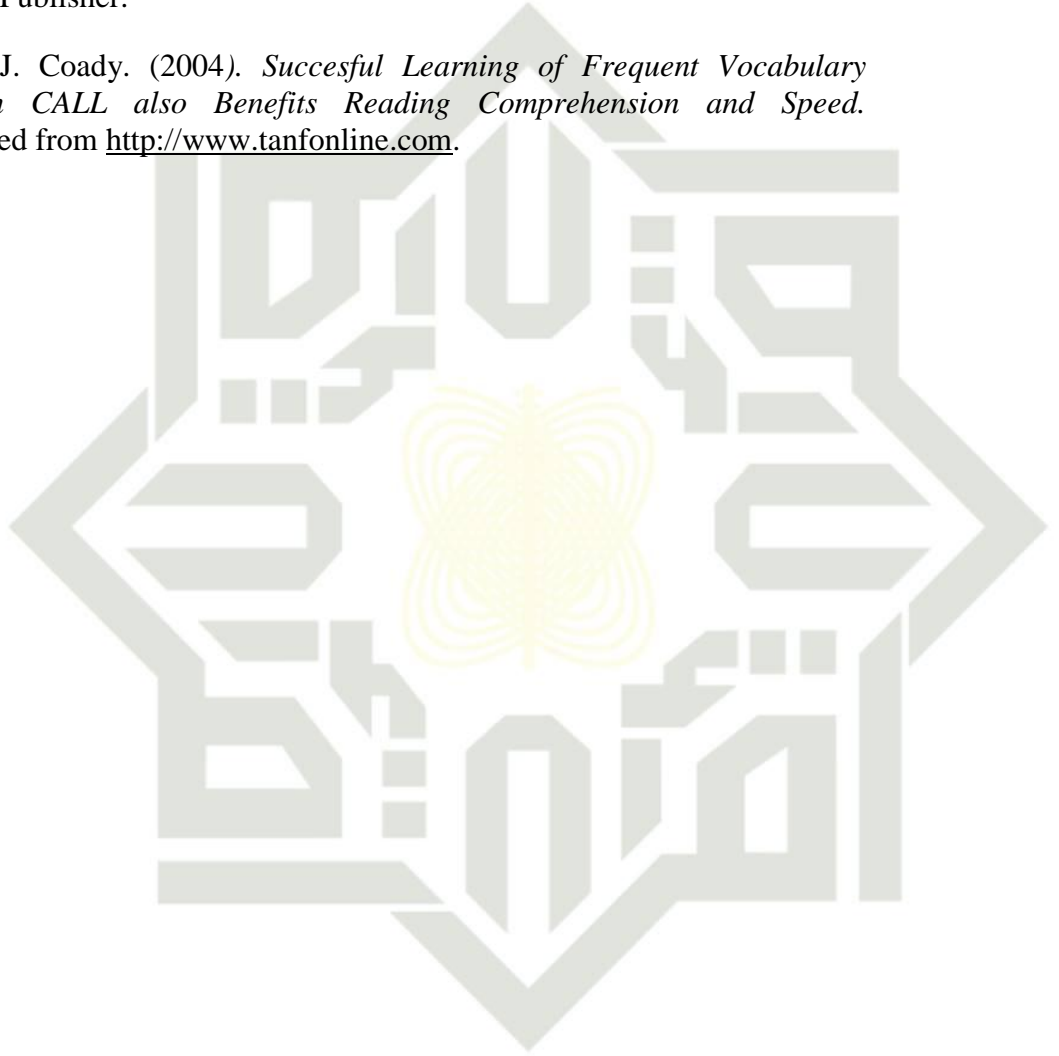 Publisher.
J. Coady. (2004). Succesful Learning of Frequent Vocabulary
CALL also Benefits Reading Comprehension and Speed.
from http://www.tanfonline.com.